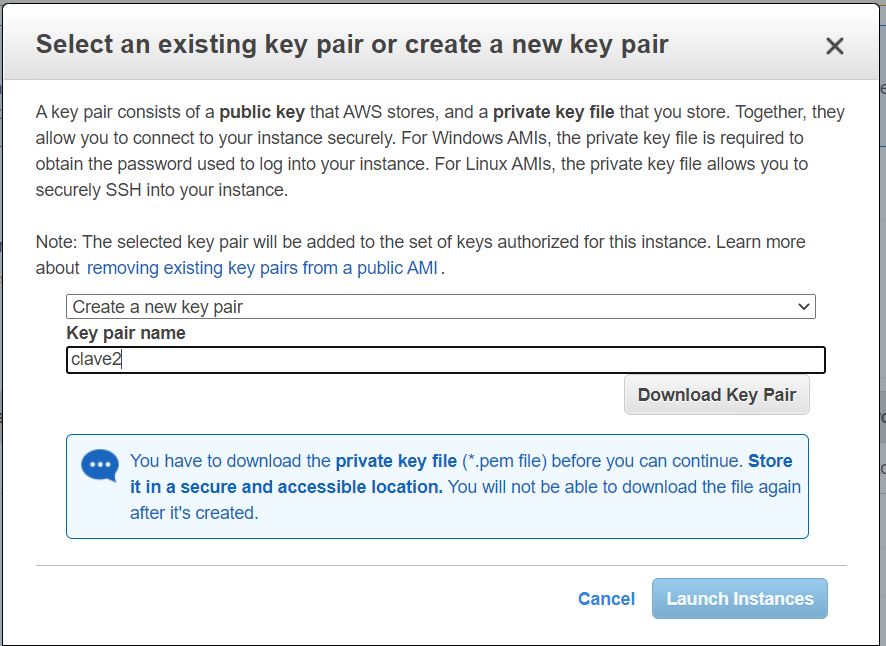 Select an existing key pair or create a new key pair
A key pair consists of a public key that AWS stores, and a private key file that you store. Together, they
allow you to connect to your instance securely. For Windows AMIs, the private key file is required to
obtain the password used to log into your instance. For Linux AMIs, the private key file allows you to
securely SSH into your instance.
Note: The selected key pair will be added to the set of keys authorized for this instance. Learn more
about removing existing key pairs from a public AMI.
Create a new key pair
Key pair name
clave2
Download Key Pair
You have to download the private key file (*.pem file) before you can continue. Store
it in a secure and accessible location. You will not be able to download the file again
after it's created.
Cancel
Launch Instances